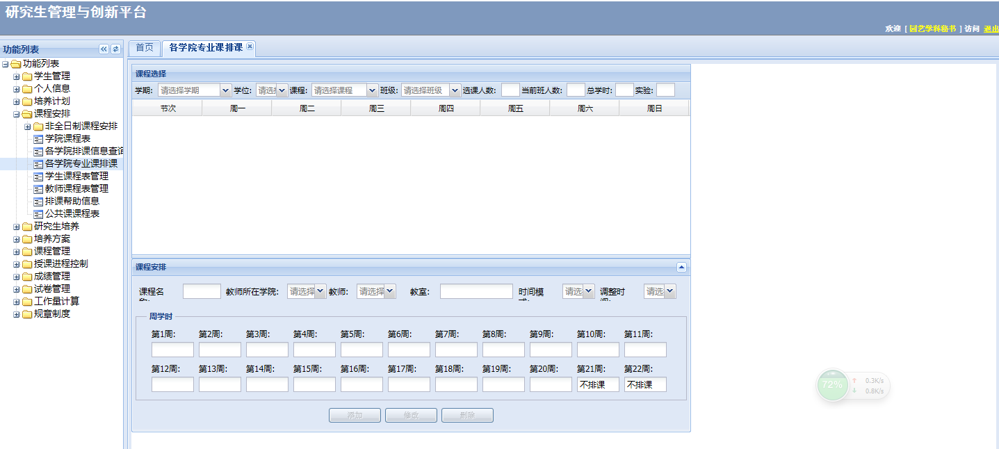 研究生管理与创新平台
欢迎 [ 园艺学科秘书 ] 访问 退出
功能列表
首页 各学院专业课排课
功能列表
学生管理
个人信息
培养计划
课程安排
非全日制课程安排
学院课程表
各学院排课信息查询
各学院专业课排课
学生课程表管理
教师课程表管理
排课帮助信息
公共课课程表
研究生培养
培养方案
课程管理
授课进程控制
成绩管理
试卷管理
工作量计算
规章制度
课程选择
学期: 请选择学期 学位: 请选 课程: 请选择课程 班级: 请选择班级 选课人数: 当前班人数: 总学时: 实验:
节次 周一 周二 周三 周四 周五 周六 周日
课程安排
课程名 教师所在学院: 请选择 教师: 请选择 教室: 时间模 请选 调整时 请选
周学时
第1周: 第2周: 第3周: 第4周: 第5周: 第6周: 第7周: 第8周: 第9周: 第10周: 第11周:
第12周: 第13周: 第14周: 第15周: 第16周: 第17周: 第18周: 第19周: 第20周: 第21周: 第22周:
不排课 不排课
添加 修改 删除
72%
0.3K/s
0.8K/s